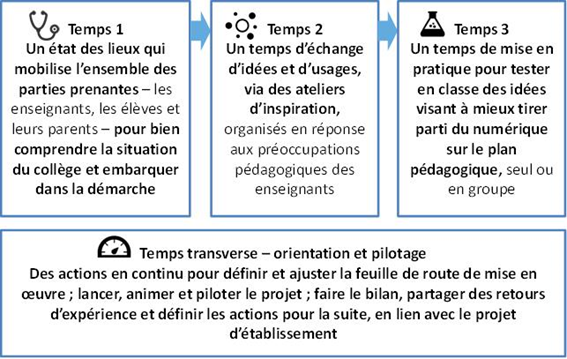 Temps 1
Un état des lieux qui
mobilise l'ensemble des
parties prenantes – les
enseignants, les élèves et
leurs parents – pour bien
comprendre la situation
du collège et embarquer
dans la démarche
Temps 2
Un temps d'échange
d'idées et d'usages,
via des ateliers
d'inspiration,
organisés en réponse
aux préoccupations
pédagogiques des
enseignants
Temps 3
Un temps de mise en
pratique pour tester
en classe des idées
visant à mieux tirer
parti du numérique
sur le plan
pédagogique, seul ou
en groupe
Temps transverse – orientation et pilotage
Des actions en continu pour définir et ajuster la feuille de route de mise en
œuvre ; lancer, animer et piloter le projet ; faire le bilan, partager des retours
d'expérience et définir les actions pour la suite, en lien avec le projet
d'établissement